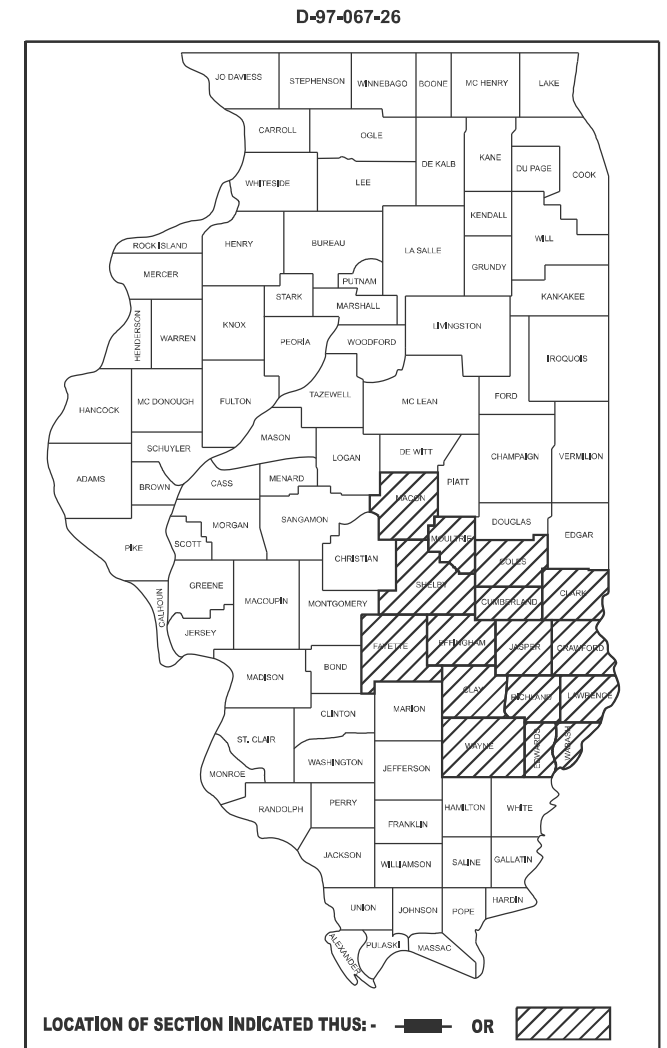 D-97-067-26
JO DAVIESS
STEPHENSON
WINNEBAGO
BOONE
MC HENRY
LAKE
CARROLL
OGLE
DE KALB
KANE
DU PAGE
COOK
WHITESIDE
LEE
KENDALL
WILL
ROCK ISLAND
HENRY
BUREAU
LA SALLE
GRUNDY
MERCER
PUTNAM
STARK
MARSHALL
KANKAKEE
HENDERSON
WARREN
KNOX
PEORIA
WOODFORD
LIVINGSTON
IROQUOIS
HANCOCK
MC DONOUGH
FULTON
TAZEWELL
MC LEAN
FORD
MASON
SCHUYLER
LOGAN
DE WITT
CHAMPAIGN
VERMILION
ADAMS
BROWN
CASS
MENARD
PIATT
MACON
MORGAN
SANGAMON
DOUGLAS
EDGAR
PIKE
SCOTT
CHRISTIAN
MOULTRIE
COLES
SHELBY
GREENE
MACOUPIN
MONTGOMERY
CUMBERLAND
CLARK
CALHOUN
JERSEY
FAYETTE
EFFINGHAM
JASPER
CRAWFORD
MADISON
BOND
CLAY
RICHLAND
LAWRENCE
MARION
CLINTON
ST. CLAIR
WAYNE
EDWARDS
WABASH
WASHINGTON
JEFFERSON
MONROE
RANDOLPH
PERRY
HAMILTON
WHITE
FRANKLIN
JACKSON
WILLIAMSON
SALINE
GALLATIN
UNION
JOHNSON
POPE
HARDIN
ALEXANDER
PULASKI
MASSAC
LOCATION OF SECTION INDICATED THUS: - OR